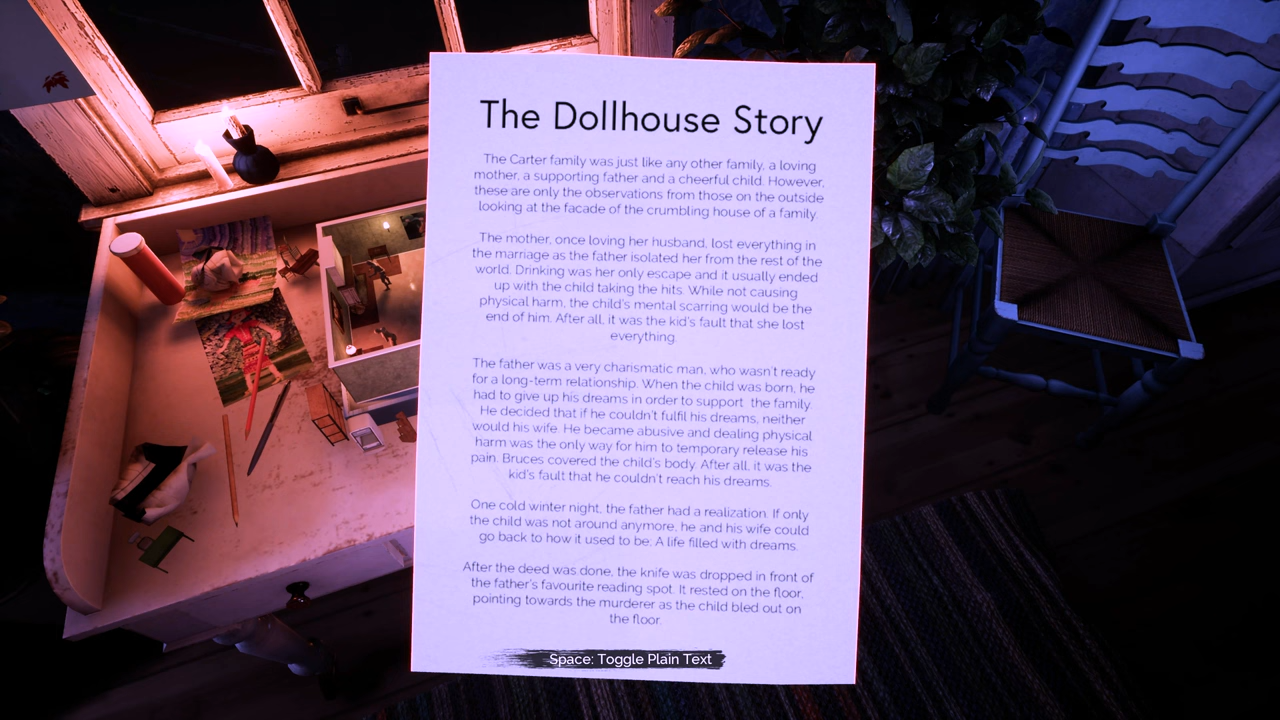 The Dollhouse Story
The Carter family was just like any other family, a loving
mother, a supporting father and a cheerful child. However,
these are only the observations from those on the outside
looking at the facade of the crumbling house of a family.
The mother, once loving her husband, lost everything in
the marriage as the father isolated her from the rest of the
world. Drinking was her only escape and it usually ended
up with the child taking the hits. While not causing
physical harm, the child's mental scarring would be the
end of him. After all, it was the kid's fault that she lost
everything.
The father was a very charismatic man, who wasn't ready
for a long-term relationship. When the child was born, he
had to give up his dreams in order to support the family.
He decided that if he couldn't fulfil his dreams, neither
would his wife. He became abusive and dealing physical
harm was the only way for him to temporary release his
pain. Bruces covered the child's body. After all, it was the
kid's fault that he couldn't reach his dreams.
One cold winter night, the father had a realization. If only
the child was not around anymore, he and his wife could
go back to how it used to be: A life filled with dreams.
After the deed was done, the knife was dropped in front of
the father's favourite reading spot. It rested on the floor,
pointing towards the murderer as the child bled out on
the floor.
Space: Toggle Plain Text